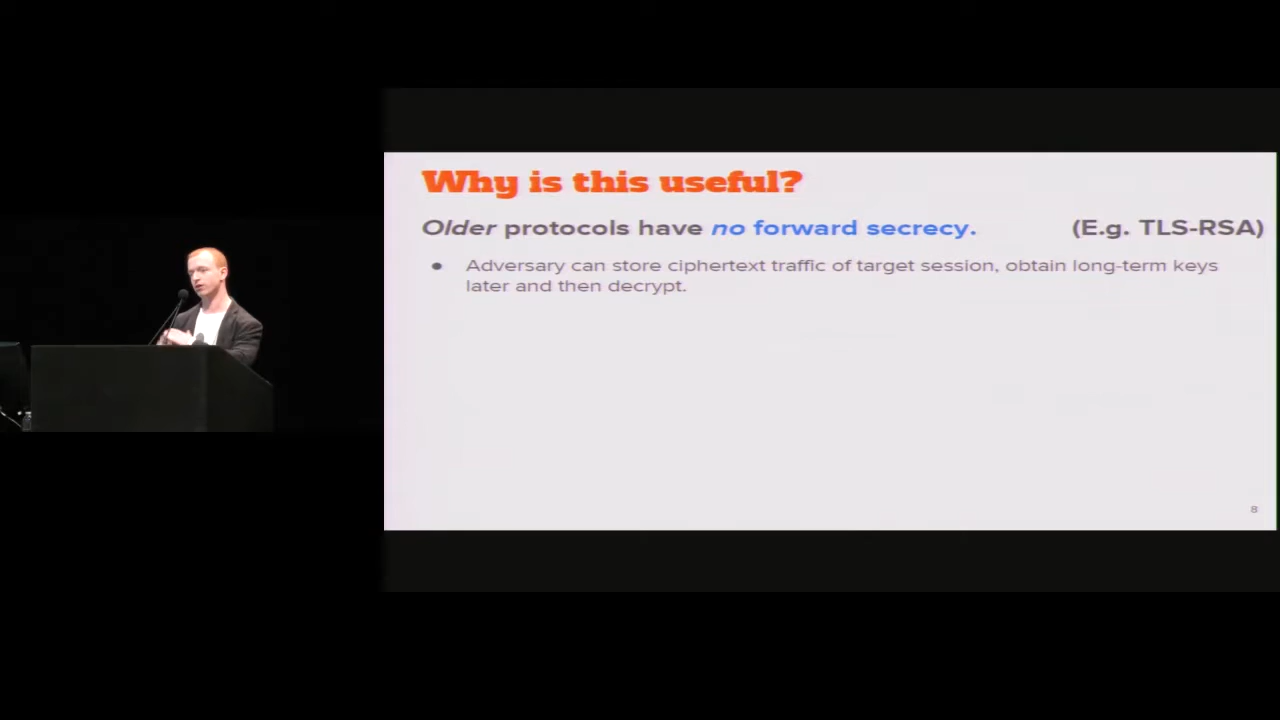 Why is this useful?
Older protocols have no forward secrecy. (E.g. TLS-RSA)
● Adversary can store ciphertext traffic of target session, obtain long-term keys
later and then decrypt.
8